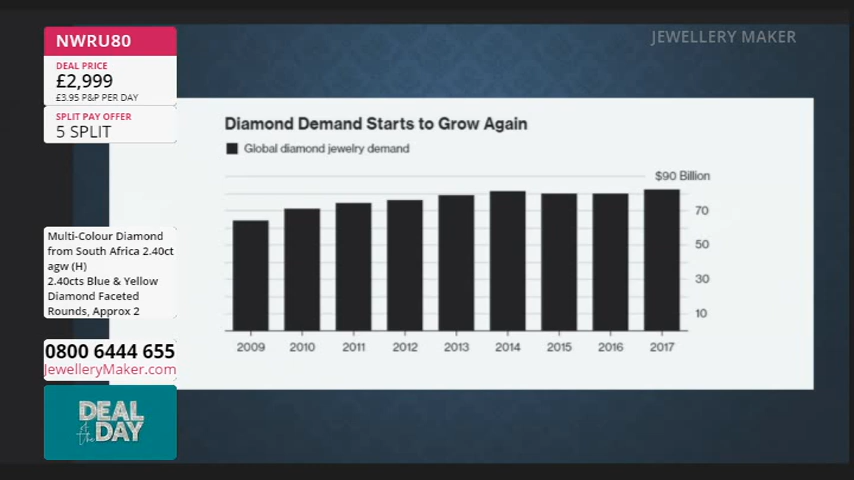 NWRU80
DEAL PRICE
£2,999
£3.95 P&P PER DAY
SPLIT PAY OFFER
5 SPLIT
Multi-Colour Diamond
from South Africa 2.40ct
agw (H)
2.40cts Blue & Yellow
Diamond Faceted
Rounds, Approx 2
0800 6444 655
JewelleryMaker.com
DEAL
of the
DAY
JEWELLERY MAKER
Diamond Demand Starts to Grow Again
Global diamond jewelry demand
$90 Billion
70
50
30
10
2009 2010 2011 2012 2013 2014 2015 2016 2017